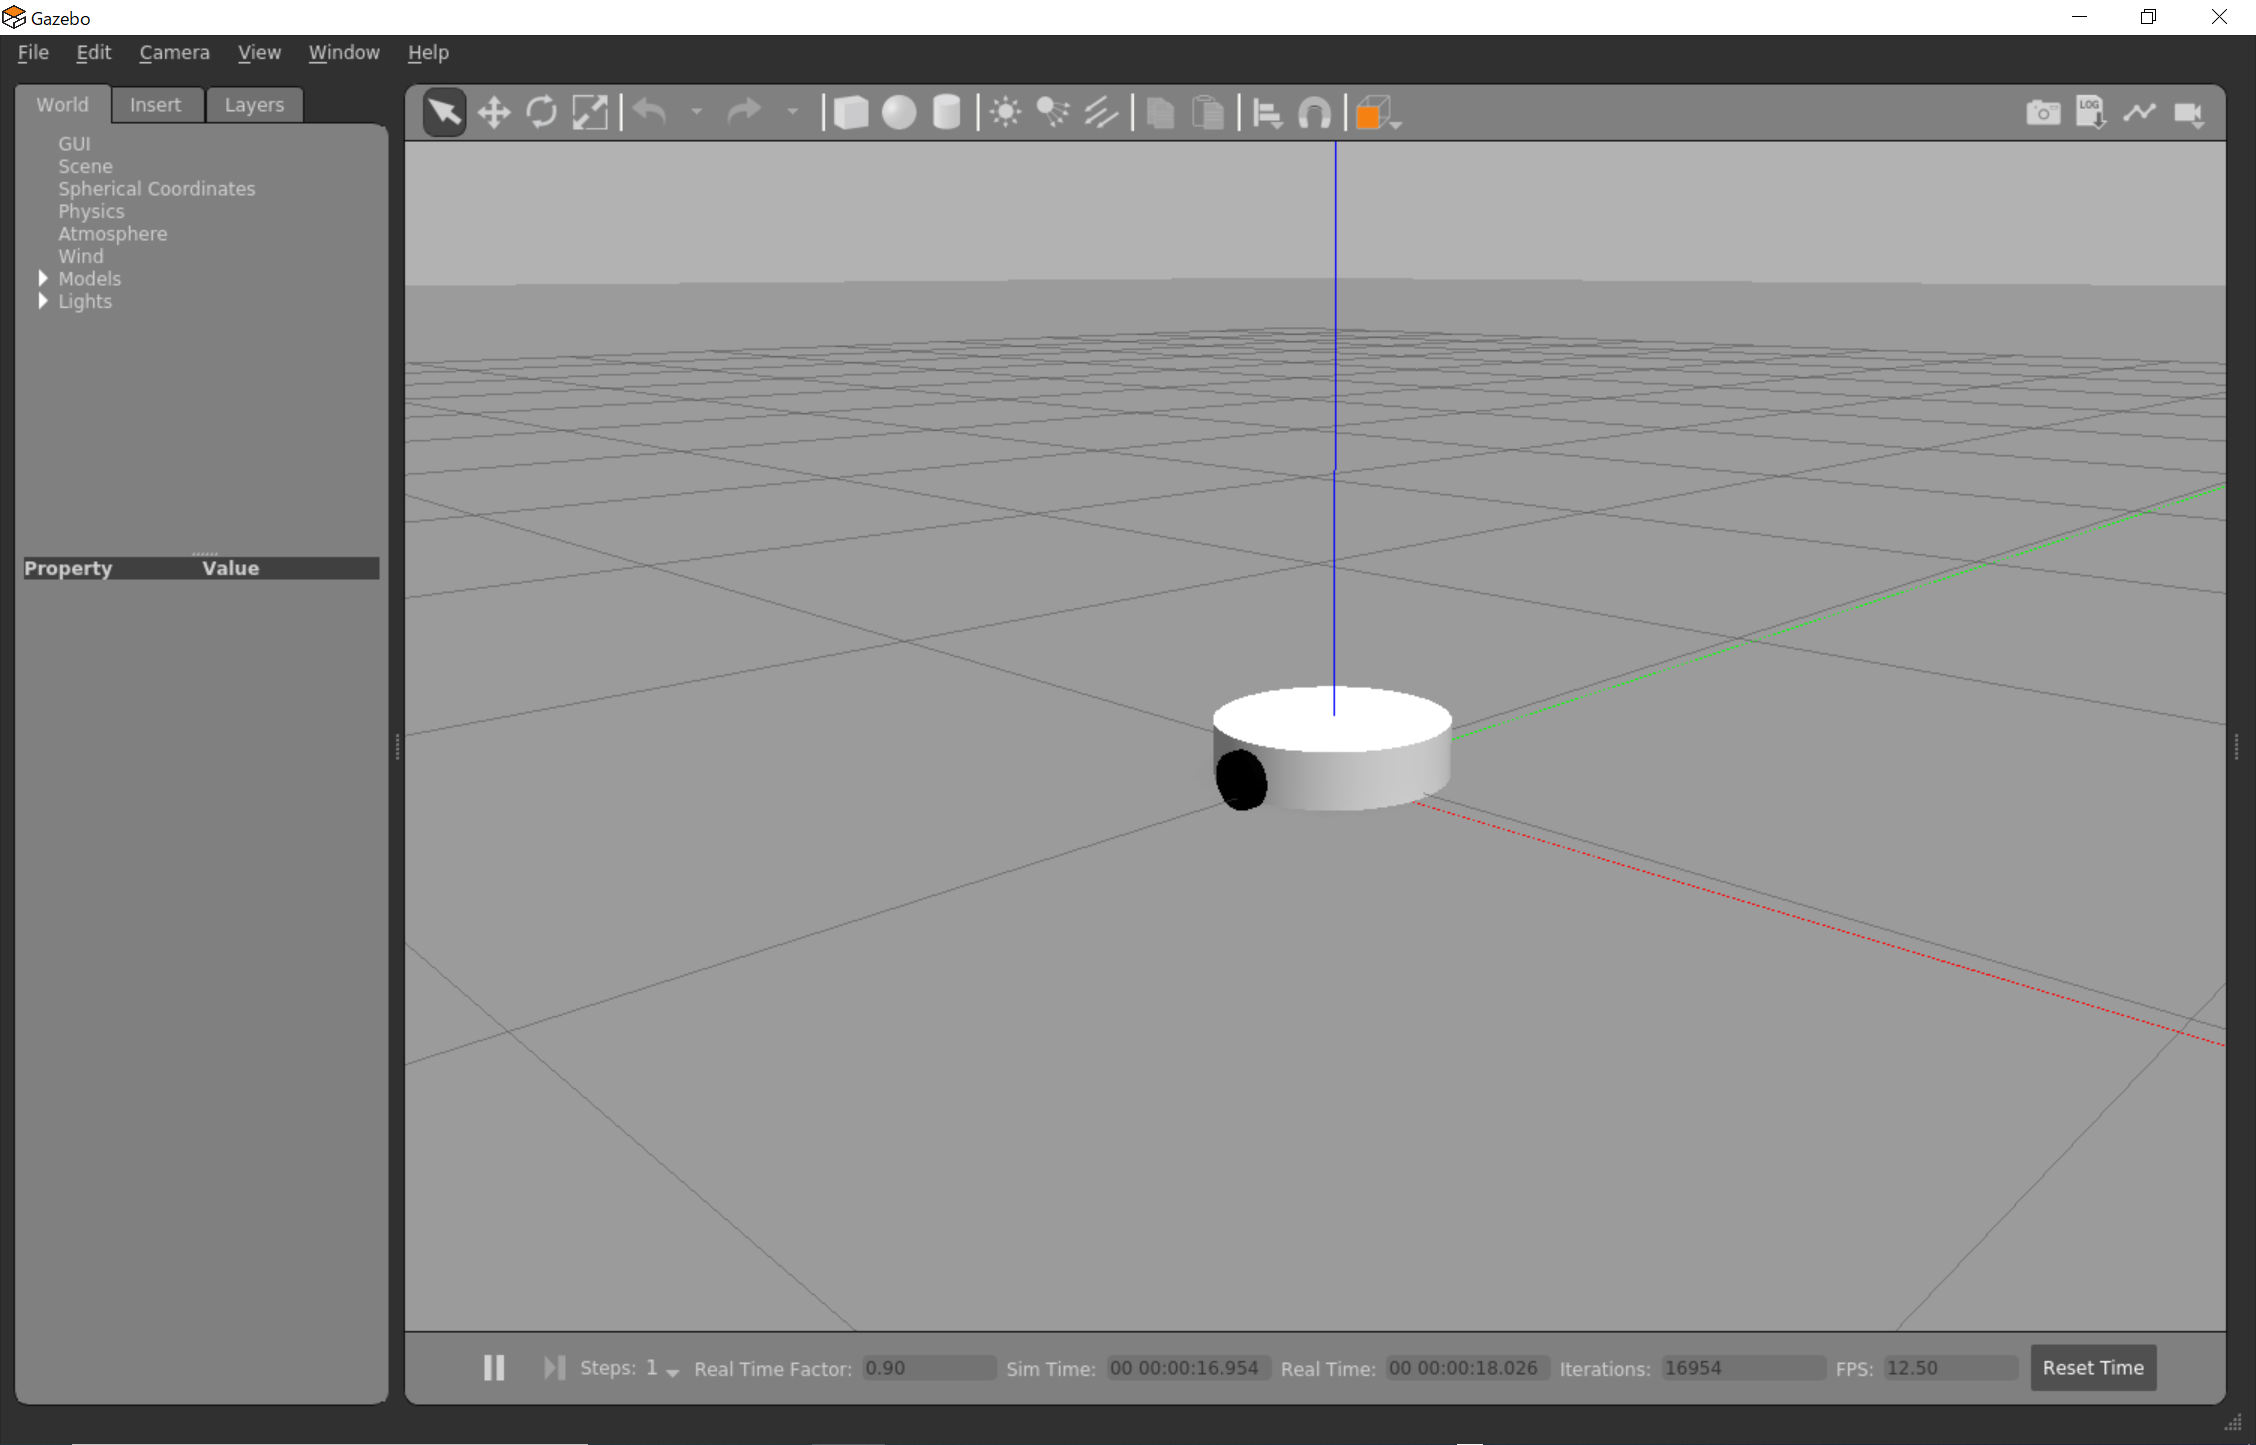 Gazebo
File Edit Camera View Window Help
World Insert Layers
LOG
GUI
Scene
Spherical Coordinates
Physics
Atmosphere
Wind
Models
Lights
Property Value
Steps: 1 Real Time Factor: 0.90 Sim Time: 00 00:00:16.954 Real Time: 00 00:00:18.026 Iterations: 16954 FPS: 12.50 Reset Time